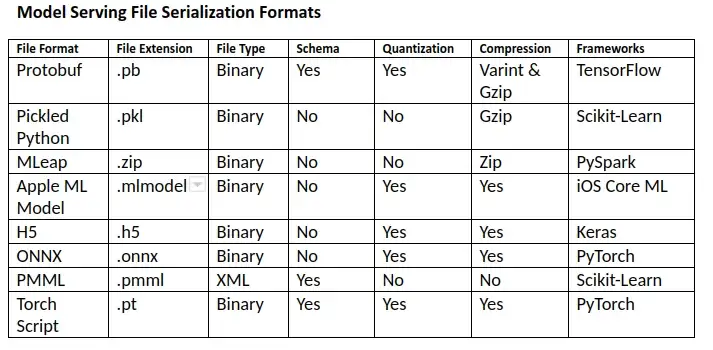 Model Serving File Serialization Formats
File Format File Extension File Type Schema Quantization Compression Frameworks
Protobuf .pb Binary Yes Yes Varint & TensorFlow
Gzip
Pickled .pkl Binary No No Gzip Scikit-Learn
Python
MLeap .zip Binary No No Zip PySpark
Apple ML .mlmodel Binary No Yes Yes iOS Core ML
Model
H5 .h5 Binary No Yes Yes Keras
ONNX .onnx Binary No Yes Yes PyTorch
PMML .pmml XML Yes No No Scikit-Learn
Torch .pt Binary Yes Yes Yes PyTorch
Script